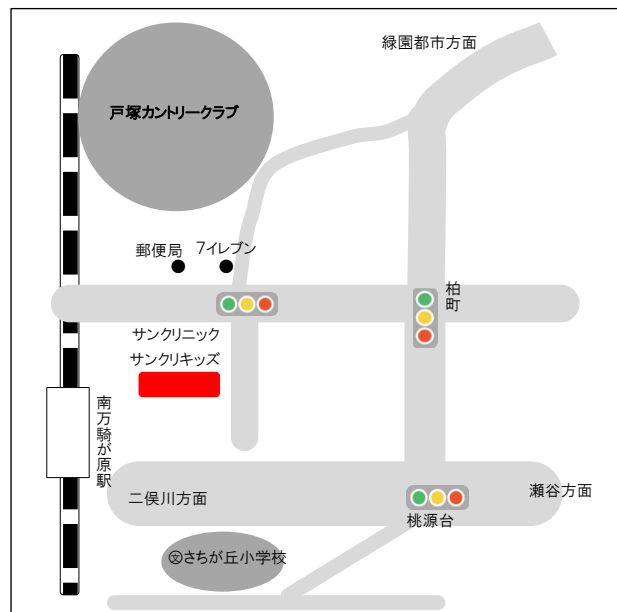 緑園都市方面
戸塚カントリークラブ
郵便局
7イレブン
柏町
サンクリニック
サンクリキッズ
南万騎が原駅
二俣川方面
瀬谷方面
桃源台
文さちが丘小学校